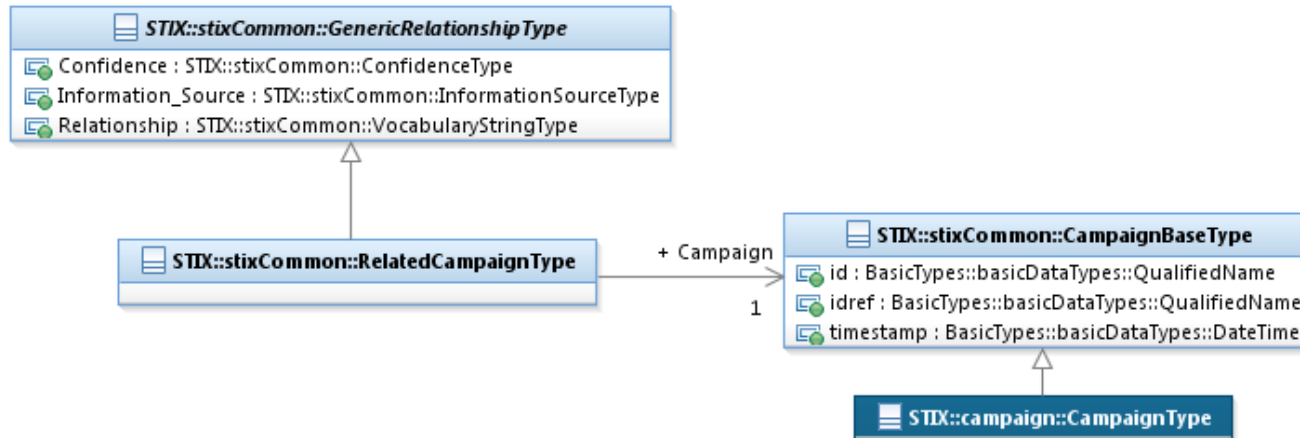 STIX::stixCommon::GenericRelationshipType
Confidence : STIX::stixCommon::ConfidenceType
Information_Source : STIX::stixCommon::InformationSourceType
Relationship : STIX::stixCommon::VocabularyStringType
STIX::stixCommon::RelatedCampaignType
+ Campaign
1
STIX::stixCommon::CampaignBaseType
id : BasicTypes::basicDataTypes::QualifiedName
idref : BasicTypes::basicDataTypes::QualifiedName
timestamp : BasicTypes::basicDataTypes::DateTime
STIX::campaign::CampaignType